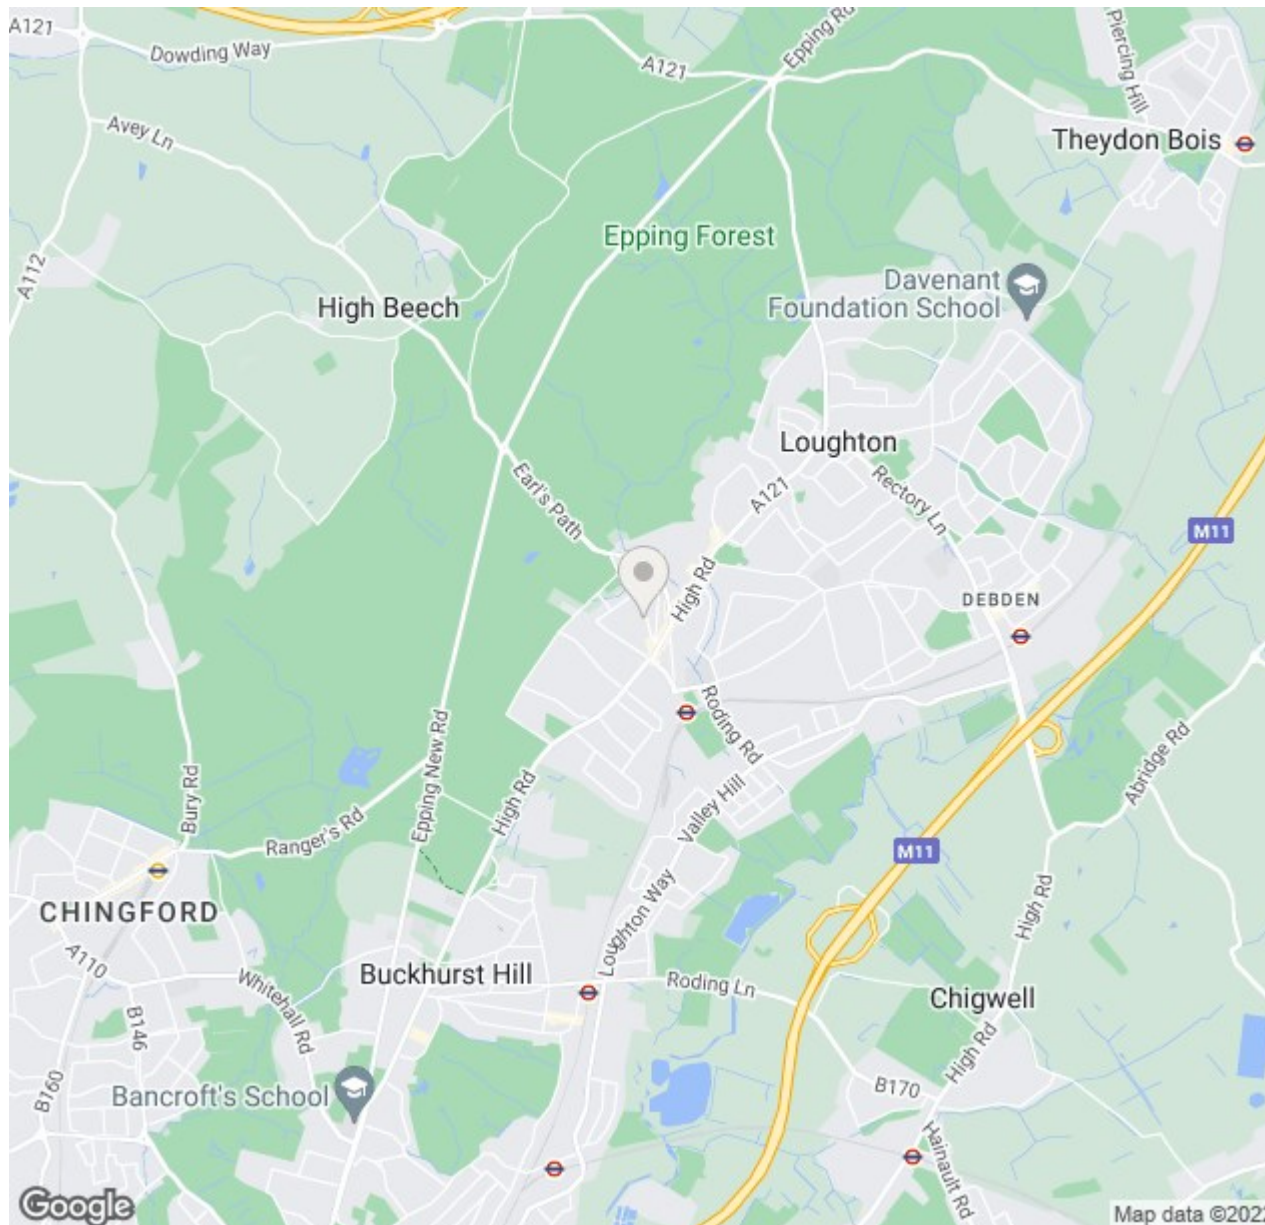 A121
Dowding Way
A121
Epping Rd
Piercing Hill
Avey Ln
Theydon Bois
Epping Forest
A112
Davenant
Foundation School
High Beech
Loughton
Earl's Path
A121
Rectory Ln
M11
High Rd
DEBDEN
Roding Rd
Epping New Rd
Abridge Rd
Bury Rd
High Rd
Valley Hill
Ranger's Rd
M11
CHINGFORD
Loughton Way
High Rd
A110
Whitehall Rd
Buckhurst Hill
Roding Ln
Chigwell
B146
High Rd
B160
Bancroft's School
B170
Hainault Rd
Google
Map data ©202